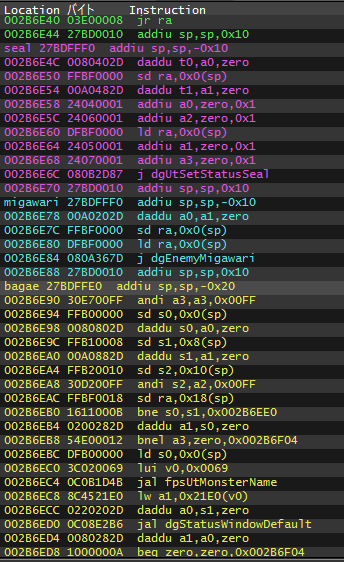 Location バイト Instruction
002B6E40 03E00008 jr ra
002B6E44 27BD0010 addiu sp,sp,0x10
seal 27BDFFF0 addiu sp,sp,-0x10
002B6E4C 0080402D daddu t0,a0,zero
002B6E50 FFBF0000 sd ra,0x0(sp)
002B6E54 00A0482D daddu t1,a1,zero
002B6E58 24040001 addiu a0,zero,0x1
002B6E5C 24060001 addiu a2,zero,0x1
002B6E60 DFBF0000 ld ra,0x0(sp)
002B6E64 24050001 addiu a1,zero,0x1
002B6E68 24070001 addiu a3,zero,0x1
002B6E6C 080B2D87 j dgUtSetStatusSeal
002B6E70 27BD0010 addiu sp,sp,0x10
migawari 27BDFFF0 addiu sp,sp,-0x10
002B6E78 00A0202D daddu a0,a1,zero
002B6E7C FFBF0000 sd ra,0x0(sp)
002B6E80 DFBF0000 ld ra,0x0(sp)
002B6E84 080A367D j dgEnemyMigawari
002B6E88 27BD0010 addiu sp,sp,0x10
bagae 27BDFFE0 addiu sp,sp,-0x20
002B6E90 30E700FF andi a3,a3,0x00FF
002B6E94 FFB00000 sd s0,0x0(sp)
002B6E98 0080802D daddu s0,a0,zero
002B6E9C FFB10008 sd s1,0x8(sp)
002B6EA0 00A0882D daddu s1,a1,zero
002B6EA4 FFB20010 sd s2,0x10(sp)
002B6EA8 30D200FF andi s2,a2,0x00FF
002B6EAC FFBF0018 sd ra,0x18(sp)
002B6EB0 1611000B bne s0,s1,0x002B6EE0
002B6EB4 0200282D daddu a1,s0,zero
002B6EB8 54E00012 bnel a3,zero,0x002B6F04
002B6EBC DFB00000 ld s0,0x0(sp)
002B6EC0 3C020069 lui v0,0x0069
002B6EC4 0C0B1D4B jal fpsUtMonsterName
002B6EC8 8C4521E0 lw a1,0x21E0(v0)
002B6ECC 0220202D daddu a0,s1,zero
002B6ED0 0C08E2B6 jal dgStatusWindowDefault
002B6ED4 0040282D daddu a1,v0,zero
002B6ED8 1000000A beq zero,zero,0x002B6F04